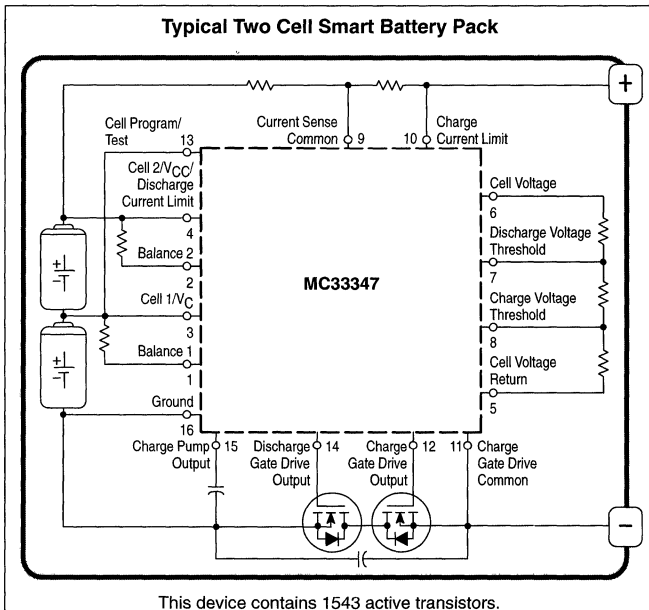 Typical Two Cell Smart Battery Pack
+
Cell Program/
Test
13
Current Sense
Common
9
Charge
Current Limit
10
Cell 2/VCC/
Discharge
Current Limit
4
Balance 2
2
Cell 1/VC
3
Balance 1
1
Ground
16
MC33347
Cell Voltage
6
Discharge Voltage
Threshold
7
Charge Voltage
Threshold
8
Cell Voltage
Return
5
Charge Pump
Output
15
Discharge
Gate Drive
Output
14
Charge
Gate Drive
Output
12
11
Charge
Gate Drive
Common
+
–
+
–
–
This device contains 1543 active transistors.